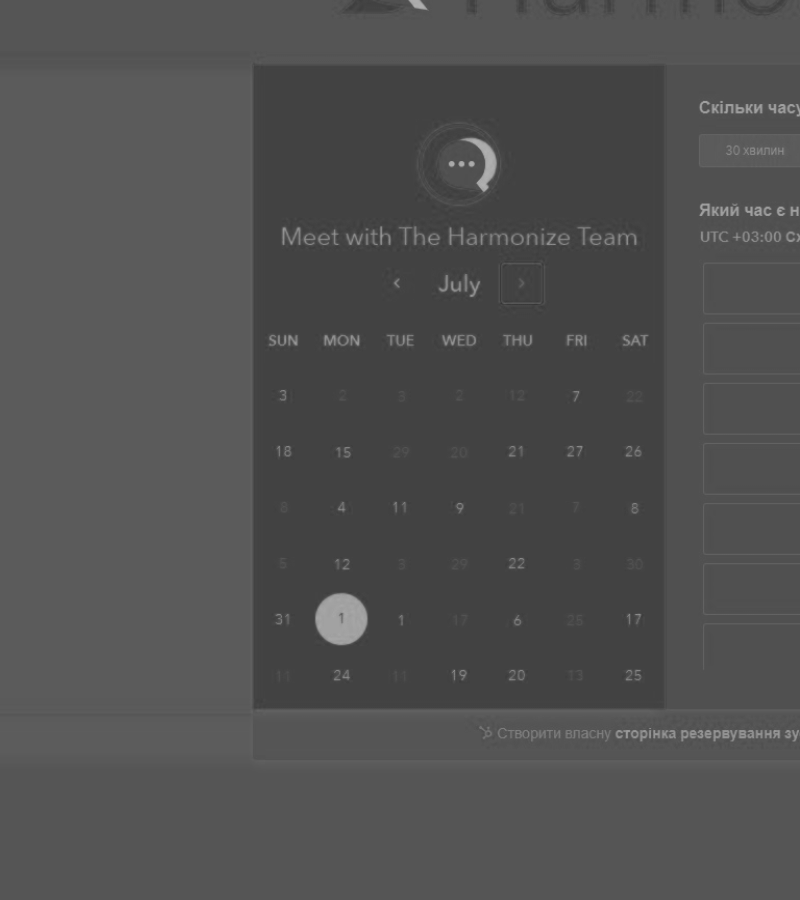 Скільки часу
30 хвилин
Meet with The Harmonize Team
Який час є н
UTC +03:00 Сх
July
SUN MON TUE WED THU FRI SAT
3 2 3 2 12 7 22
18 15 29 20 21 27 26
8 4 11 9 21 7 8
5 12 3 29 22 3 30
31 1 1 17 6 25 17
11 24 11 19 20 13 25
Створити власну сторінка резервування зу